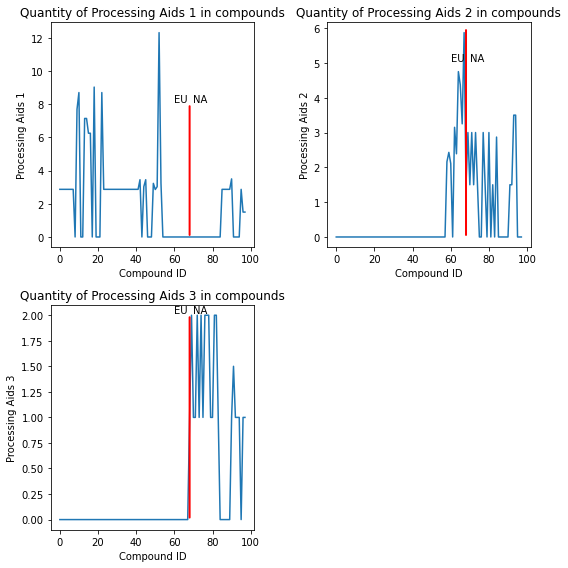 Quantity of Processing Aids 1 in compounds
12
10
8
6
4
2
0
Processing Aids 1
EU NA
0 20 40 60 80 100
Compound ID
Quantity of Processing Aids 2 in compounds
6
5
4
3
2
1
0
Processing Aids 2
EU NA
0 20 40 60 80 100
Compound ID
Quantity of Processing Aids 3 in compounds
2.00
1.75
1.50
1.25
1.00
0.75
0.50
0.25
0.00
Processing Aids 3
EU NA
0 20 40 60 80 100
Compound ID